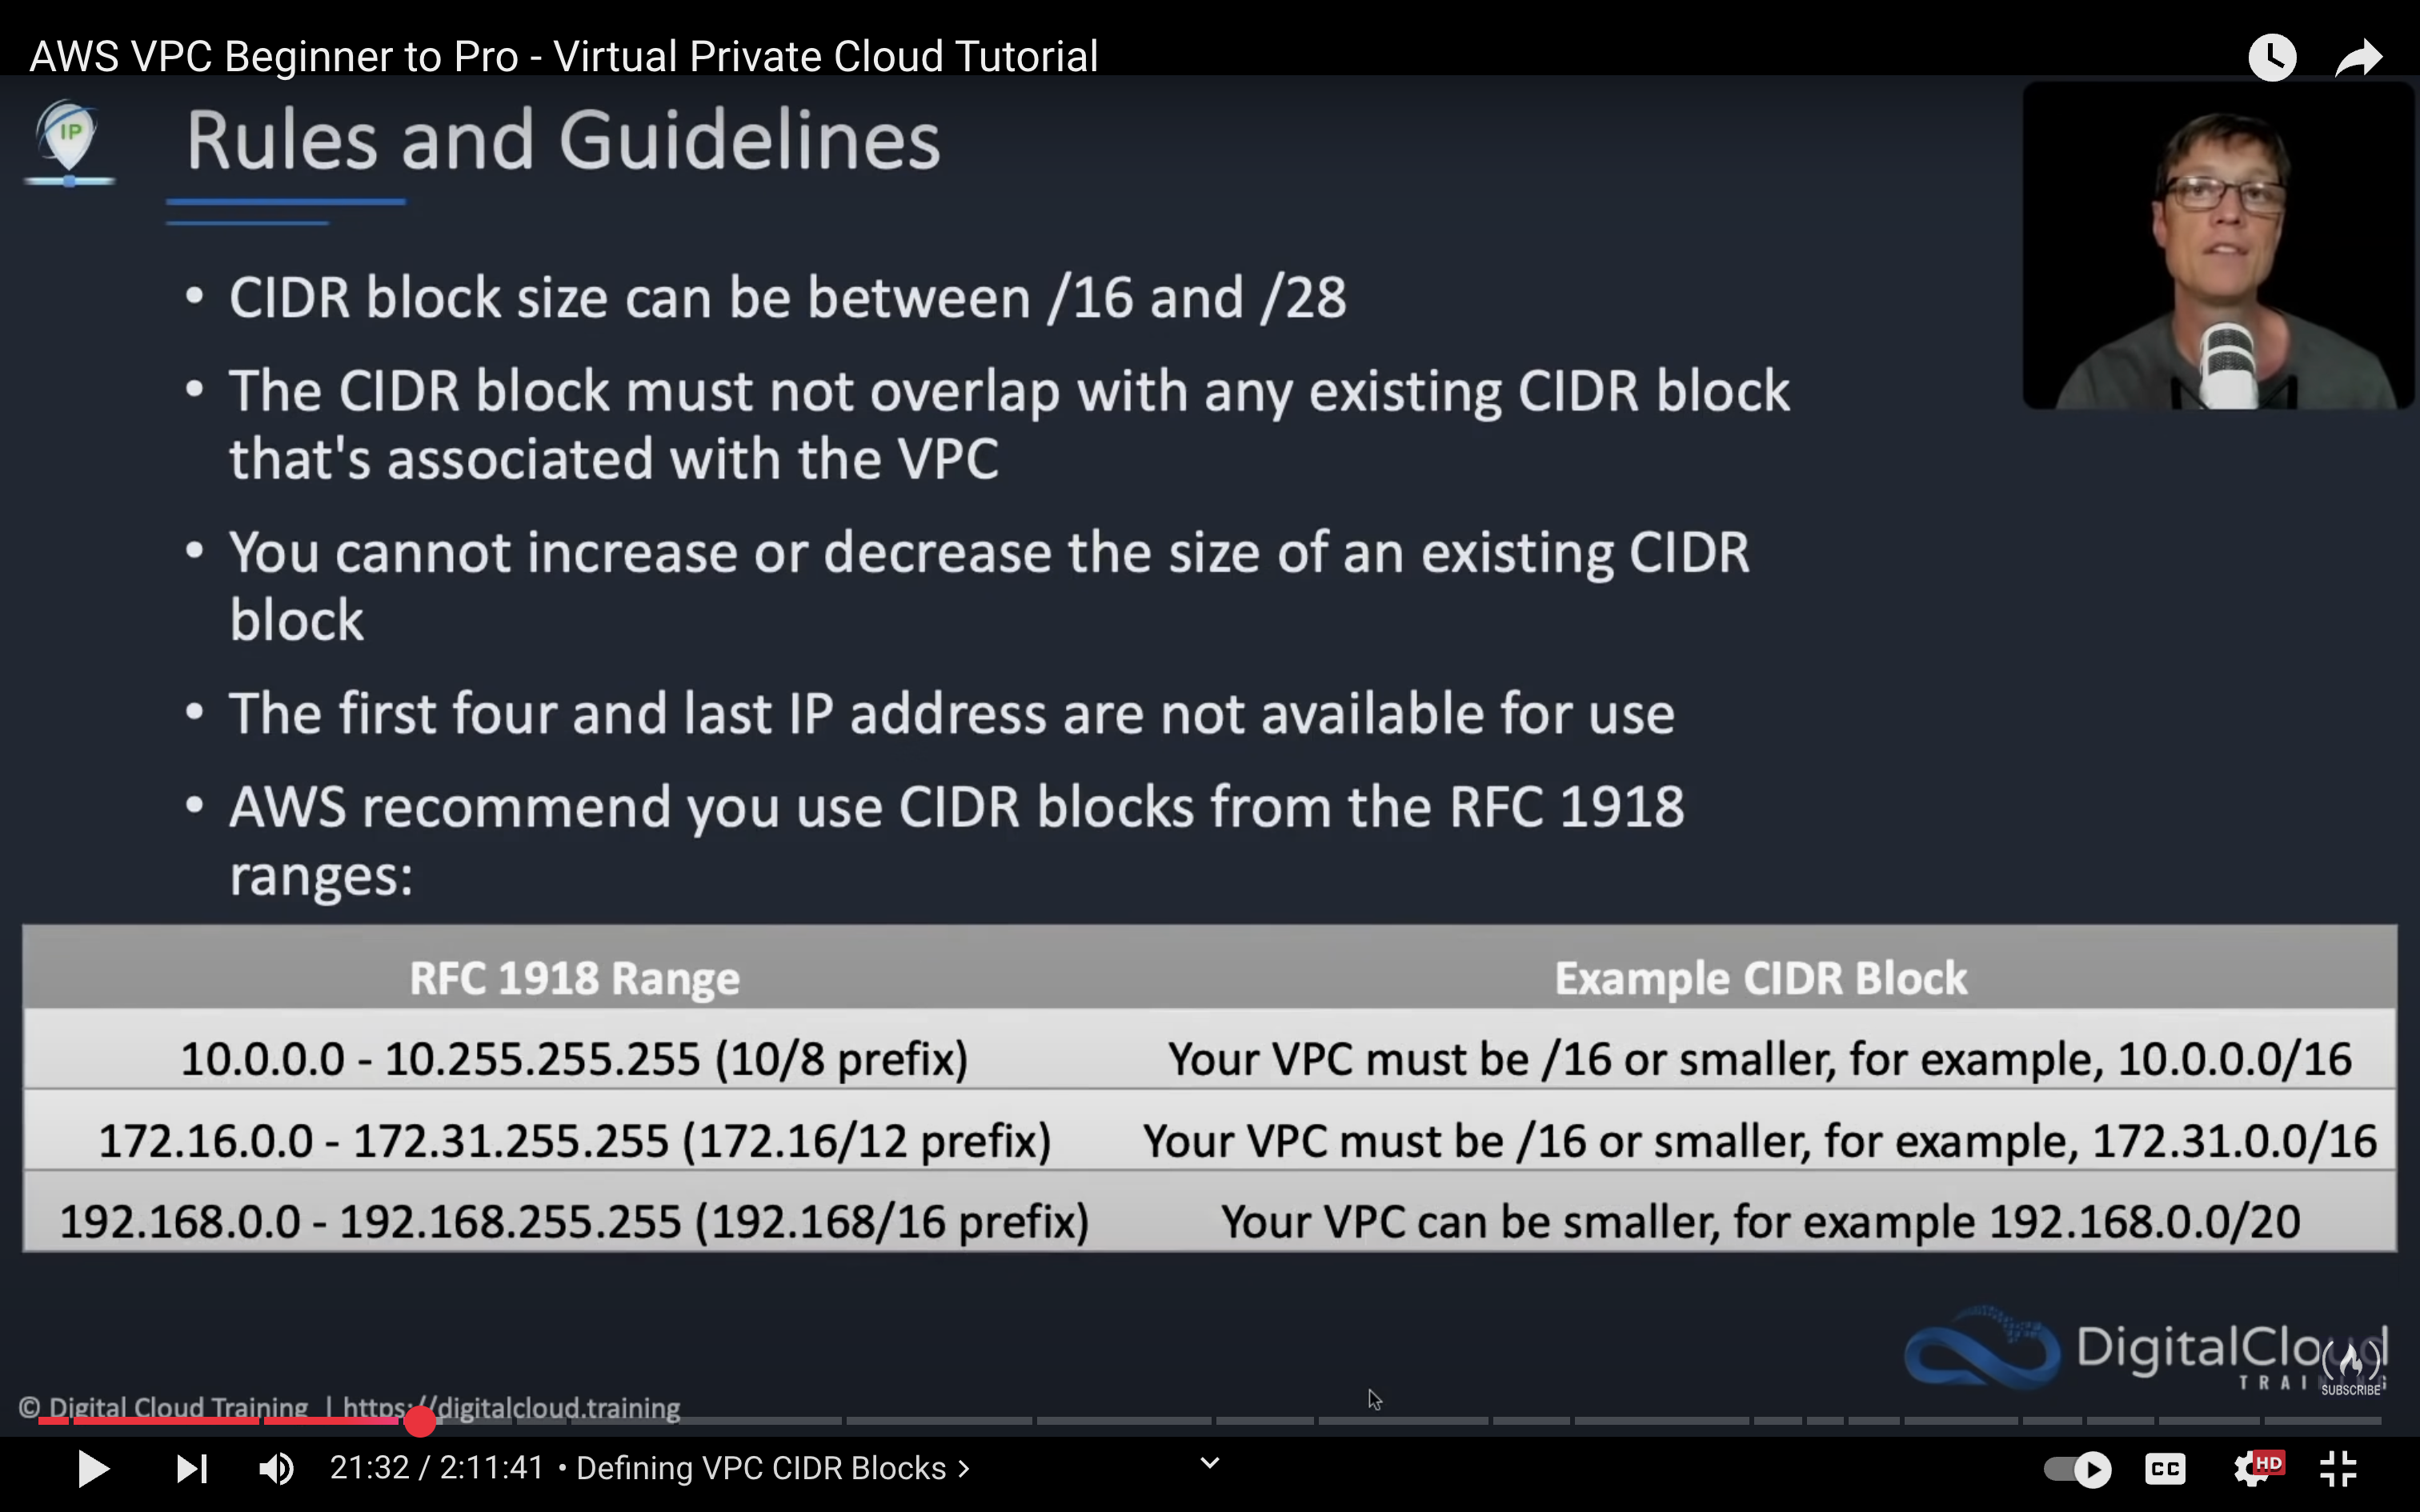 AWS VPC Beginner to Pro - Virtual Private Cloud Tutorial
IP
Rules and Guidelines
• CIDR block size can be between /16 and /28
• The CIDR block must not overlap with any existing CIDR block
that's associated with the VPC
• You cannot increase or decrease the size of an existing CIDR
block
• The first four and last IP address are not available for use
• AWS recommend you use CIDR blocks from the RFC 1918
ranges:
RFC 1918 Range Example CIDR Block
10.0.0.0 - 10.255.255.255 (10/8 prefix) Your VPC must be /16 or smaller, for example, 10.0.0.0/16
172.16.0.0 - 172.31.255.255 (172.16/12 prefix) Your VPC must be /16 or smaller, for example, 172.31.0.0/16
192.168.0.0 - 192.168.255.255 (192.168/16 prefix) Your VPC can be smaller, for example 192.168.0.0/20
DigitalCloud
SUBSCRIBE
© Digital Cloud Training | https://digitalcloud.training
21:32 / 2:11:41 • Defining VPC CIDR Blocks >
CC
HD